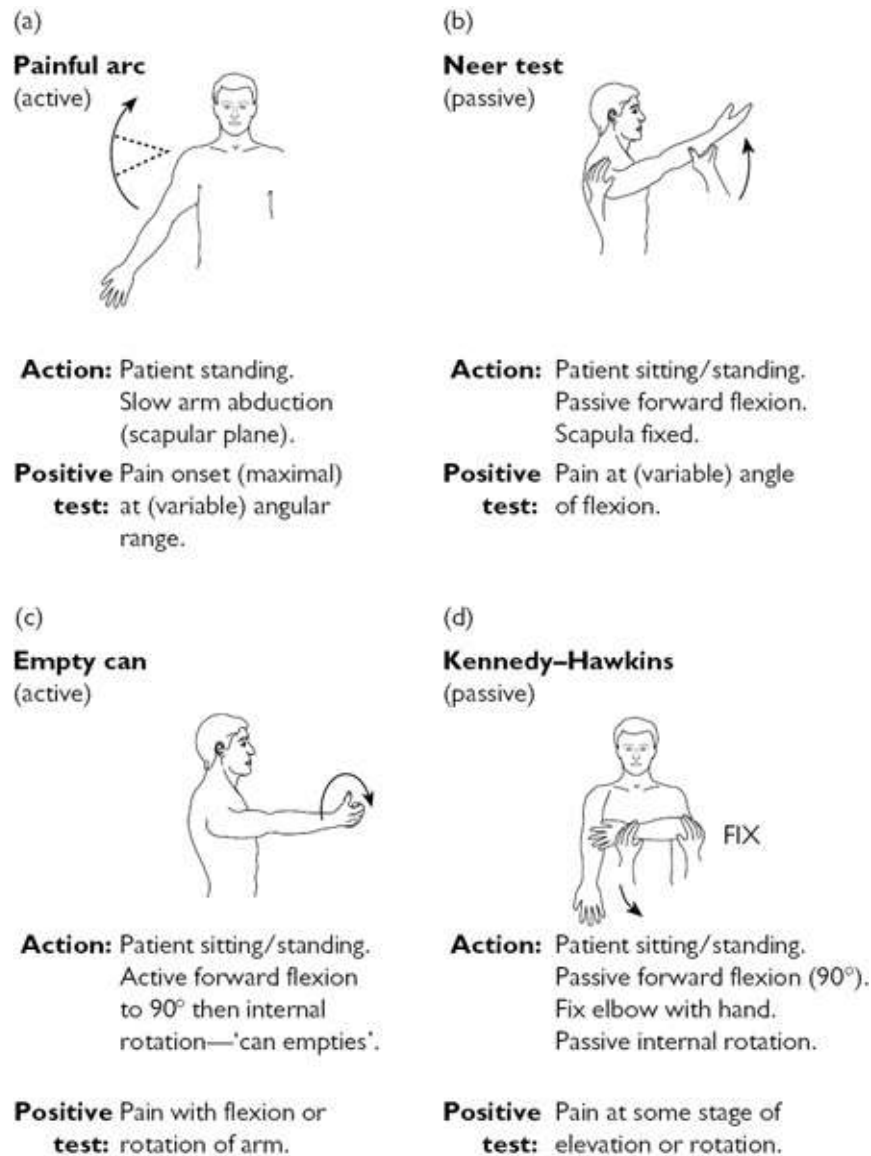 (a)
Painful arc
(active)
Action: Patient standing.
Slow arm abduction
(scapular plane).
Positive Pain onset (maximal)
test: at (variable) angular
range.
(b)
Neer test
(passive)
Action: Patient sitting/standing.
Passive forward flexion.
Scapula fixed.
Positive Pain at (variable) angle
test: of flexion.
(c)
Empty can
(active)
Action: Patient sitting/standing.
Active forward flexion
to 90° then internal
rotation—‘can empties’.
Positive Pain with flexion or
test: rotation of arm.
(d)
Kennedy–Hawkins
(passive)
FIX
Action: Patient sitting/standing.
Passive forward flexion (90°).
Fix elbow with hand.
Passive internal rotation.
Positive Pain at some stage of
test: elevation or rotation.